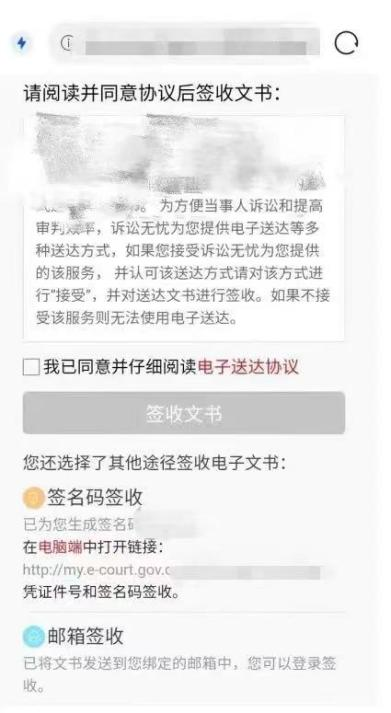 请阅读并同意协议后签收文书：
为方便当事人诉讼和提高
审判效率，诉讼无忧为您提供电子送达等多
种送达方式，如果您接受诉讼无忧为您提供
的该服务， 并认可该送达方式请对该方式进
行"接受"，并对送达文书进行签收。如果不接
受该服务则无法使用电子送达。
我已同意并仔细阅读电子送达协议
签收文书
您还选择了其他途径签收电子文书：
签名码签收
已为您生成签名码
在电脑端中打开链接：
http://my.e-court.gov.c
凭证件号和签名码签收。
邮箱签收
已将文书发送到您绑定的邮箱中，您可以登录签
收。